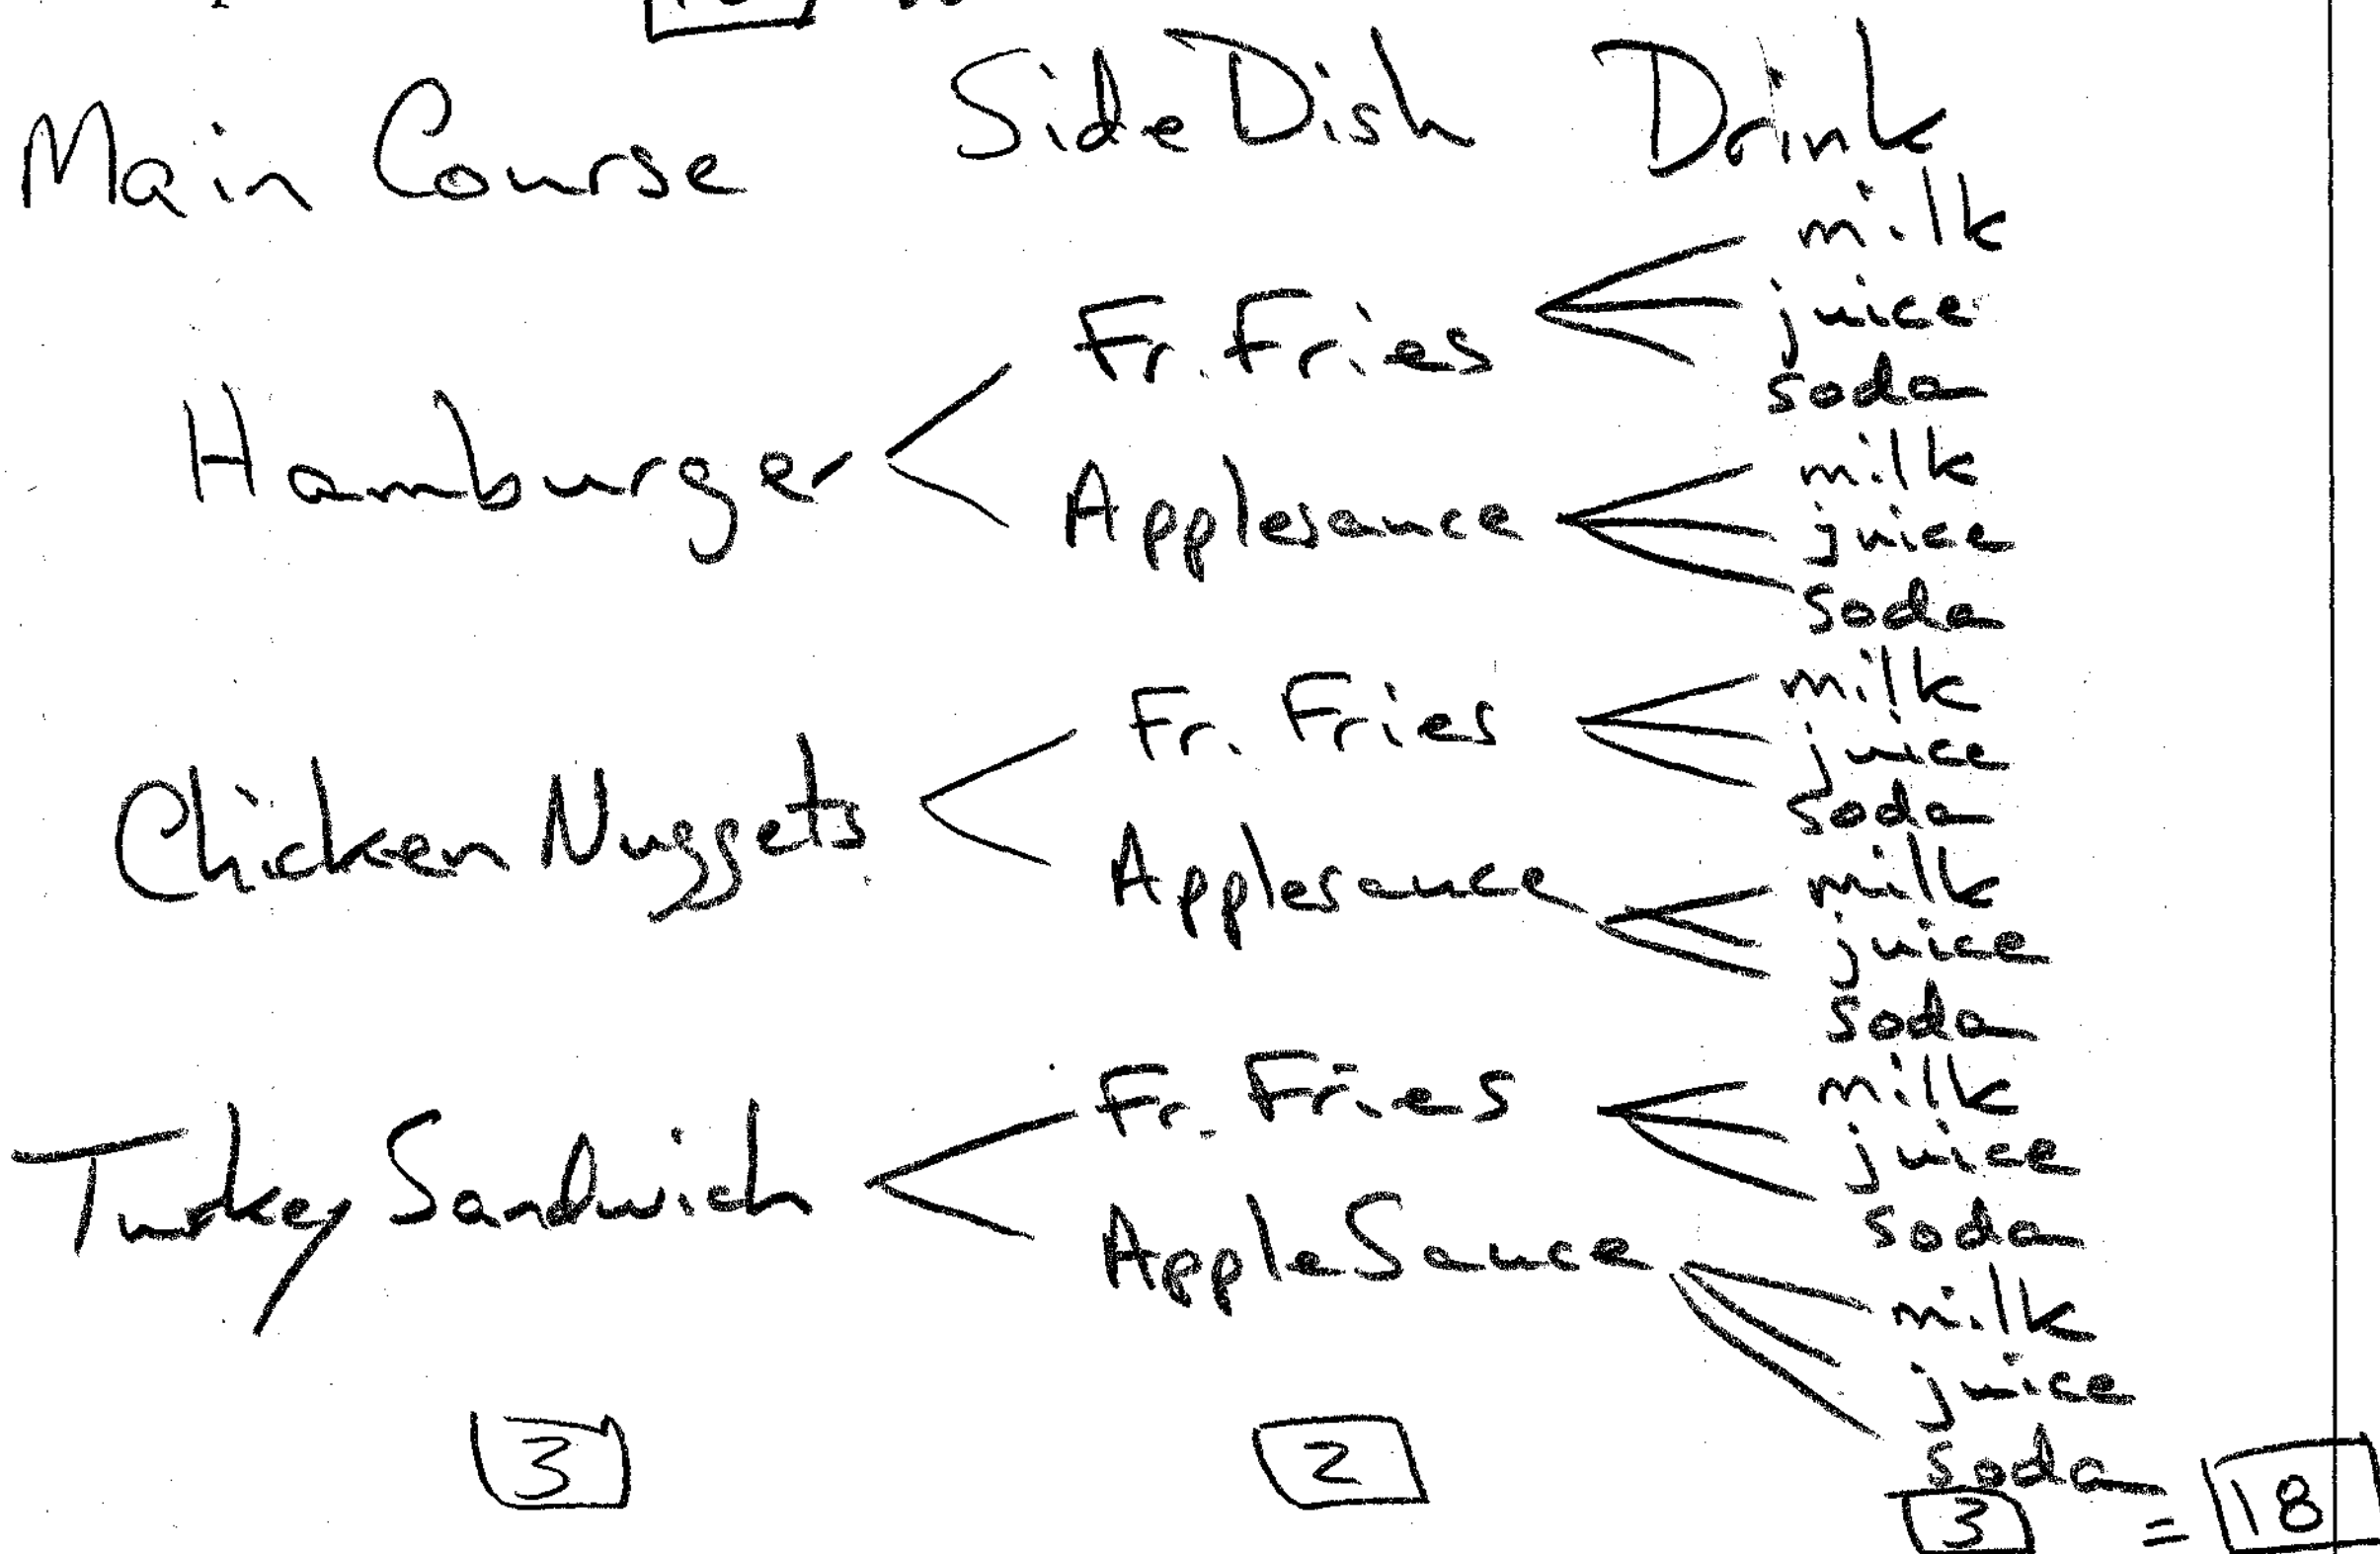 Main Course Side Dish Drink
milk
Fr. Fries juice
soda
Hamburger
milk
Applesauce juice
soda
milk
Fr. Fries juice
soda
Chicken Nuggets
milk
Applesauce juice
soda
milk
Fr. Fries juice
soda
Turkey Sandwich
AppleSauce milk
juice
soda
3 2 3 = 18